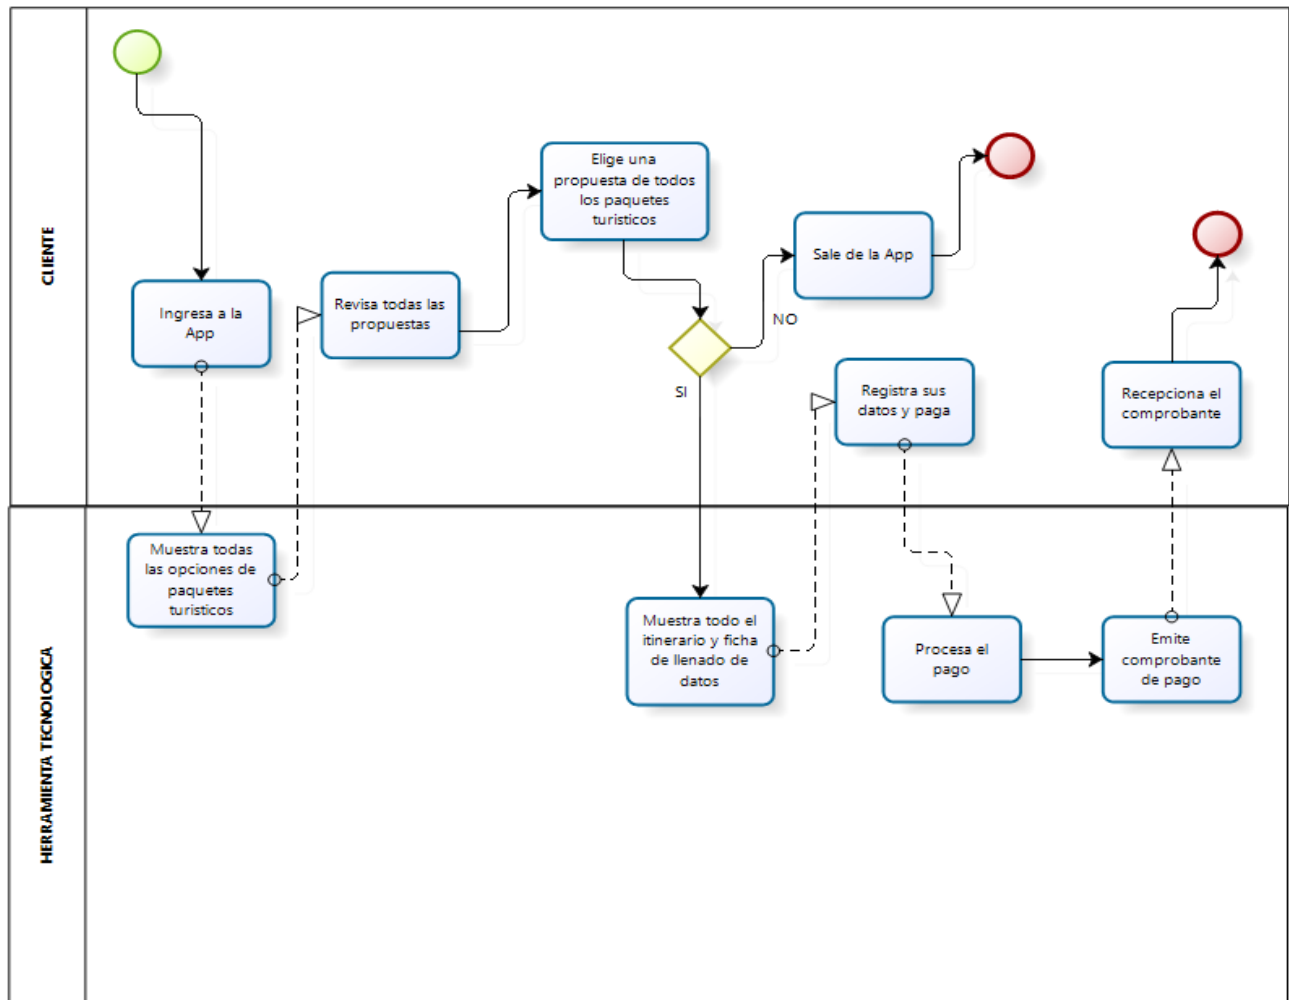 CLIENTE
Ingresa a la
App
Revisa todas las
propuestas
Elige una
propuesta de todos
los paquetes
turisticos
NO
SI
Sale de la App
Registra sus
datos y paga
Recepciona el
comprobante
HERRAMIENTA TECNOLOGICA
Muestra todas
las opciones de
paquetes
turisticos
Muestra todo el
itinerario y ficha
de llenado de
datos
Procesa el
pago
Emite
comprobante
de pago